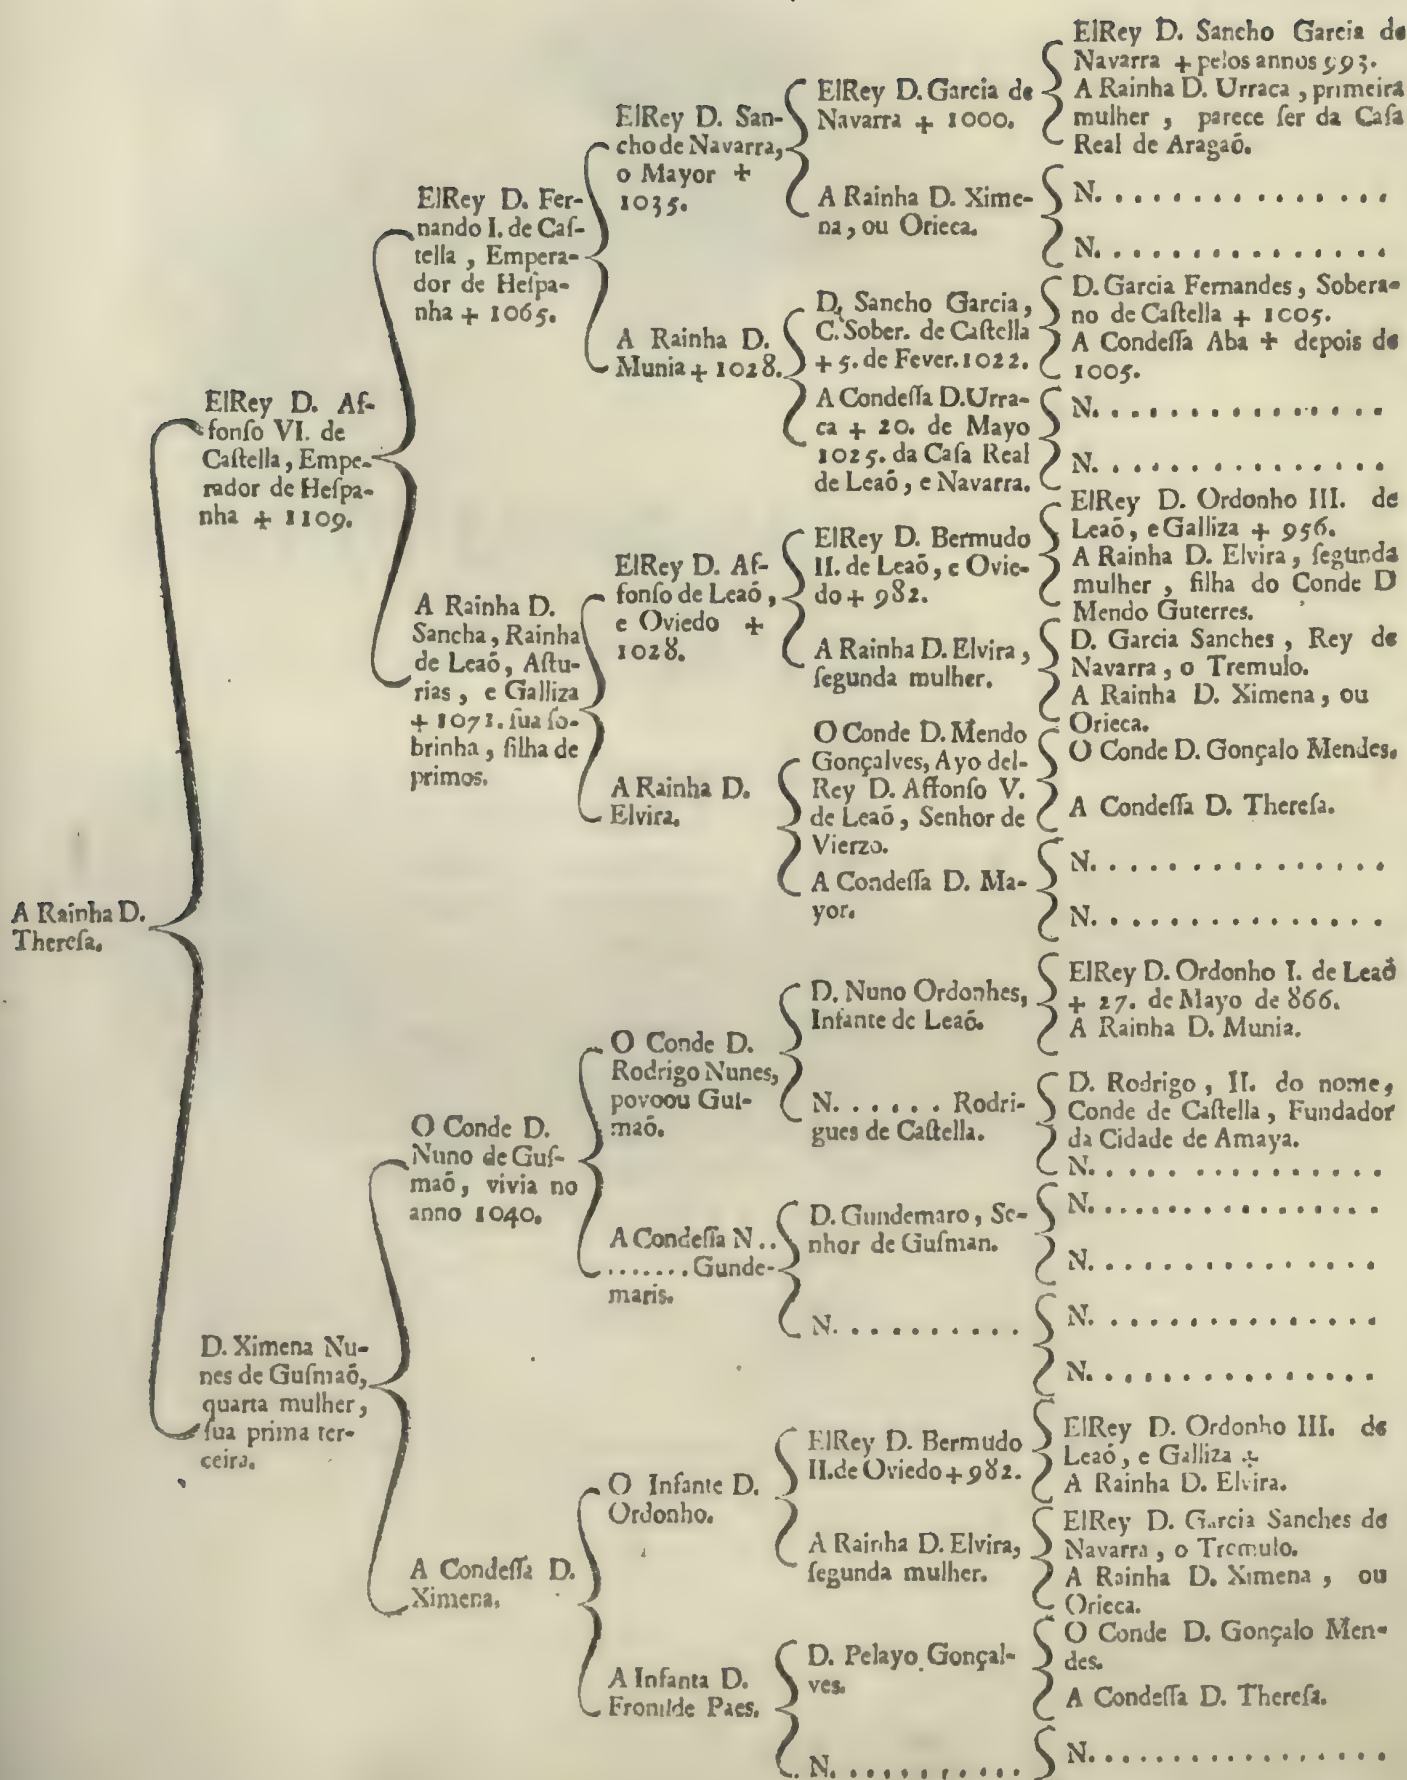 A Rainha D.
Therefa.
ElRey D. Af-
fonſo VI. de
Caſtella, Empe-
rador de Heſpa-
nha + 1109.
D. Ximena Nu-
nes de Guſmaõ,
quarta mulher,
ſua prima ter-
ceira.
ElRey D. Fer-
nando I. de Caſ-
tella, Empera-
dor de Heſpa-
nha + 1065.
A Rainha D.
Sancha, Rainha
de Leaõ, Aſtu-
rias, e Galliza
+ 1071. ſua ſo-
brinha, filha de
primos.
O Conde D.
Nuno de Guſ-
maõ, vivia no
anno 1040.
A Condeſſa D.
Ximena.
ElRey D. San-
cho de Navarra,
o Mayor +
1035.
A Rainha D.
Munia + 1028.
ElRey D. Af-
fonſo de Leaõ,
e Oviedo +
1028.
A Rainha D.
Elvira.
O Conde D.
Rodrigo Nunes,
povoou Guſ-
maõ.
A Condeſſa N..
....... Gunde-
maris.
O Infante D.
Ordonho.
A Infanta D.
Fronilde Paes.
ElRey D. Garcia de
Navarra + 1000.
A Rainha D. Xime-
na, ou Orieca.
D. Sancho Garcia,
C. Sober. de Caſtella
+ 5. de Fever. 1022.
A Condeſſa D. Urra-
ca + 20. de Mayo
1025. da Caſa Real
de Leaõ, e Navarra.
ElRey D. Bermudo
II. de Leaõ, e Ovie-
do + 982.
A Rainha D. Elvira,
ſegunda mulher.
O Conde D. Mendo
Gonçalves, Ayo del-
Rey D. Affonſo V.
de Leaõ, Senhor de
Vierzo.
A Condeſſa D. Ma-
yor.
D. Nuno Ordonhes,
Infante de Leaõ.
N. ...... Rodri-
gues de Caſtella.
D. Gundemaro, Se-
nhor de Guſman.
N. ..........
ElRey D. Bermudo
II. de Oviedo + 982.
A Rainha D. Elvira,
ſegunda mulher.
D. Pelayo Gonçal-
ves.
N. ..........
ElRey D. Sancho Garcia de
Navarra + pelos annos 993.
A Rainha D. Urraca, primeira
mulher, parece ſer da Caſa
Real de Aragaõ.
N. ...............
N. ...............
D. Garcia Fernandes, Sobera-
no de Caſtella + 1005.
A Condeſſa Aba + depois de
1005.
N. ...............
N. ...............
ElRey D. Ordonho III. de
Leaõ, e Galliza + 956.
A Rainha D. Elvira, ſegunda
mulher, filha do Conde D
Mendo Guterres.
D. Garcia Sanches, Rey de
Navarra, o Tremulo.
A Rainha D. Ximena, ou
Orieca.
O Conde D. Gonçalo Mendes.
A Condeſſa D. Thereſa.
N. ...............
N. ...............
ElRey D. Ordonho I. de Leaõ
+ 27. de Mayo de 866.
A Rainha D. Munia.
D. Rodrigo, II. do nome,
Conde de Caſtella, Fundador
da Cidade de Amaya.
N. ...............
N. ...............
N. ...............
N. ...............
N. ...............
ElRey D. Ordonho III. de
Leaó, e Galliza +
A Rainha D. Elvira.
ElRey D. Garcia Sanches de
Navarra, o Tremulo.
A Rainha D. Ximena, ou
Orieca.
O Conde D. Gonçalo Men-
des.
A Condeſſa D. Thereſa.
N. ...............